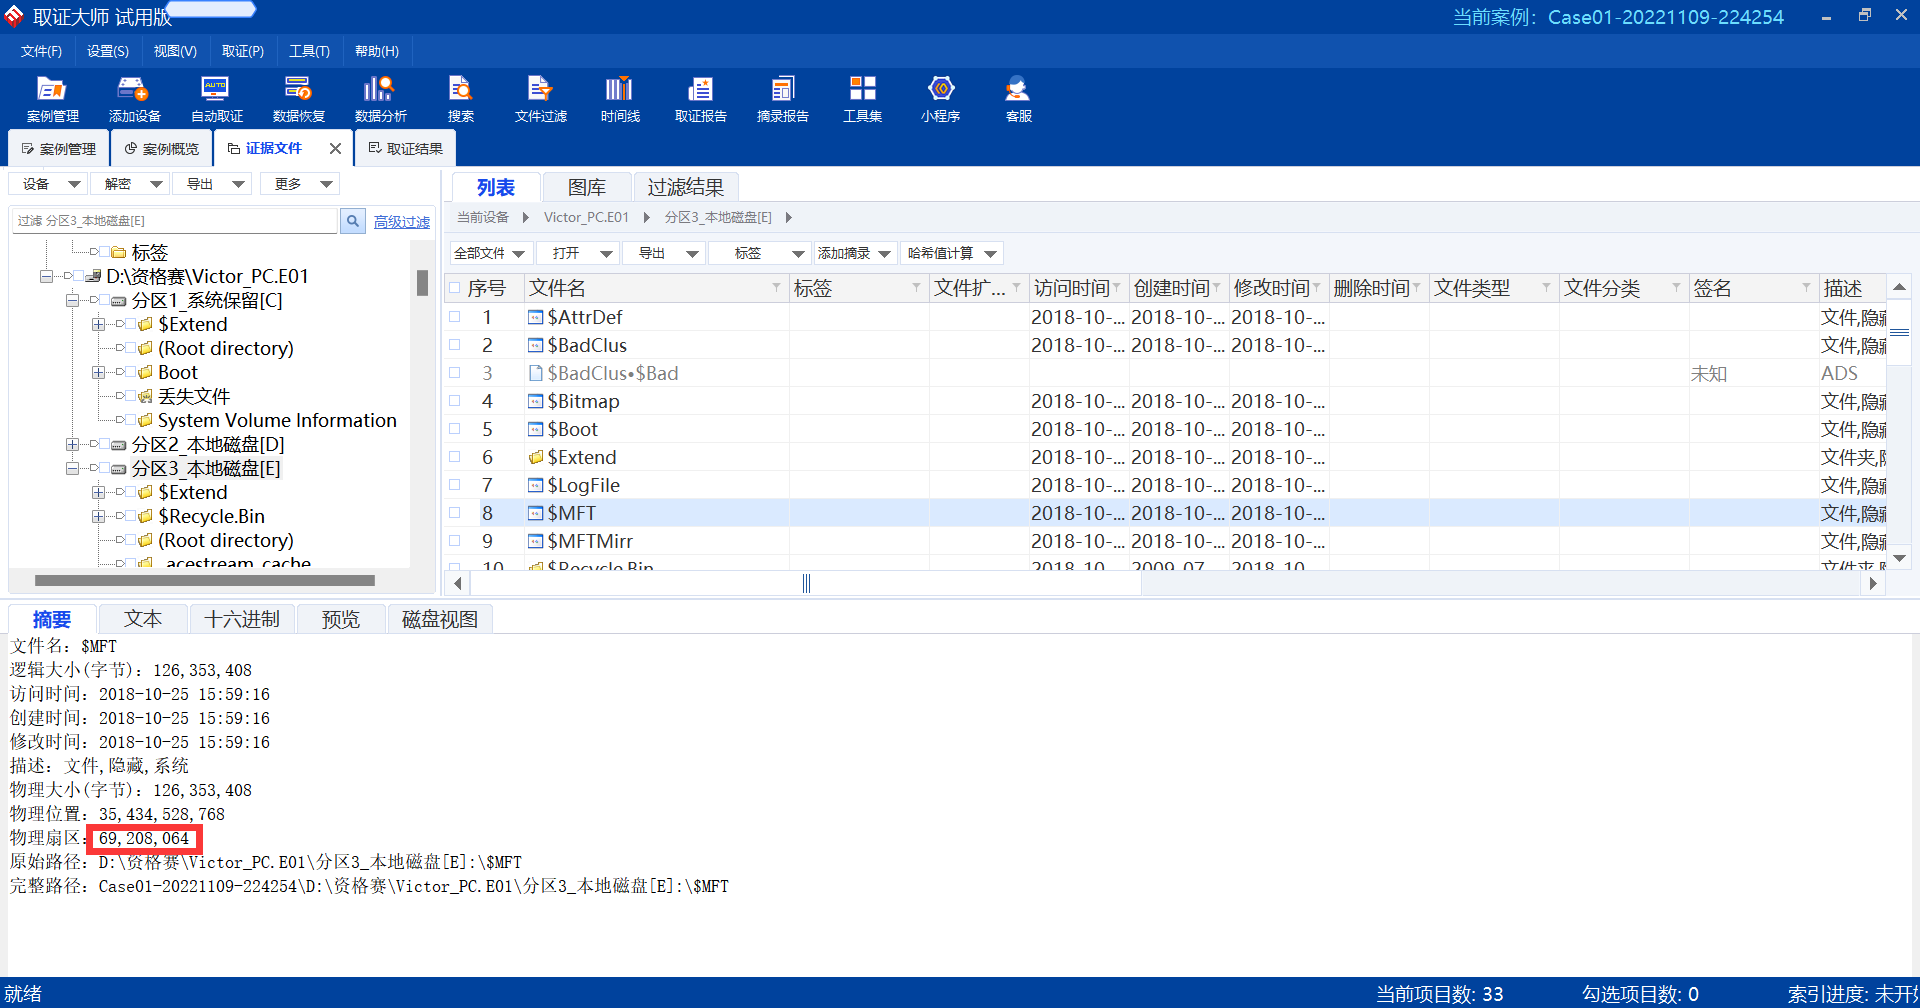 取证大师 试用版
当前案例: Case01-20221109-224254
文件(F) 设置(S) 视图(V) 取证(P) 工具(T) 帮助(H)
案例管理 添加设备 自动取证 数据恢复 数据分析 搜索 文件过滤 时间线 取证报告 摘录报告 工具集 小程序 客服
案例管理 案例概览 证据文件 取证结果
设备 解密 导出 更多
过滤 分区3_本地磁盘[E] 高级过滤
标签
D:\资格赛\Victor_PC.E01
分区1_系统保留[C]
$Extend
(Root directory)
Boot
丢失文件
System Volume Information
分区2_本地磁盘[D]
分区3_本地磁盘[E]
$Extend
$Recycle.Bin
(Root directory)
acestream_cache
列表 图库 过滤结果
当前设备 Victor_PC.E01 分区3_本地磁盘[E]
全部文件 打开 导出 标签 添加摘录 哈希值计算
序号 文件名 标签 文件扩... 访问时间 创建时间 修改时间 删除时间 文件类型 文件分类 签名 描述
1 $AttrDef 2018-10-... 2018-10-... 2018-10-... 文件,隐藏
2 $BadClus 2018-10-... 2018-10-... 2018-10-... 文件,隐藏
3 $BadClus•$Bad 未知 ADS
4 $Bitmap 2018-10-... 2018-10-... 2018-10-... 文件,隐藏
5 $Boot 2018-10-... 2018-10-... 2018-10-... 文件,隐藏
6 $Extend 2018-10-... 2018-10-... 2018-10-... 文件夹,隐
7 $LogFile 2018-10-... 2018-10-... 2018-10-... 文件,隐藏
8 $MFT 2018-10-... 2018-10-... 2018-10-... 文件,隐藏
9 $MFTMirr 2018-10-... 2018-10-... 2018-10-... 文件,隐藏
10 $Recycle.Bin 2018-10 2009-07 2018-10 文件夹,隐
摘要 文本 十六进制 预览 磁盘视图
文件名: $MFT
逻辑大小(字节): 126,353,408
访问时间: 2018-10-25 15:59:16
创建时间: 2018-10-25 15:59:16
修改时间: 2018-10-25 15:59:16
描述: 文件,隐藏,系统
物理大小(字节): 126,353,408
物理位置: 35,434,528,768
物理扇区: 69,208,064
原始路径: D:\资格赛\Victor_PC.E01\分区3_本地磁盘[E]:\$MFT
完整路径: Case01-20221109-224254\D:\资格赛\Victor_PC.E01\分区3_本地磁盘[E]:\$MFT
就绪
当前项目数: 33 勾选项目数: 0 索引进度: 未开始